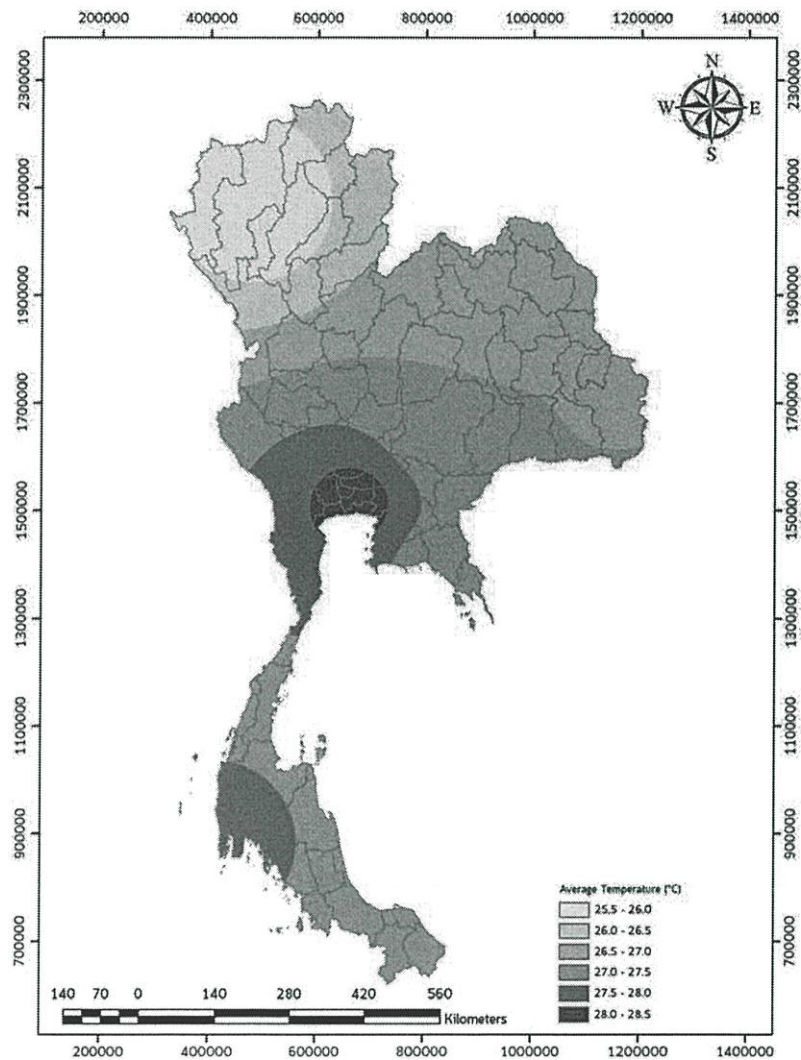 200000 400000 600000 800000 1000000 1200000 1400000
N
W E
S
2300000 2300000
2100000 2100000
1900000 1900000
1700000 1700000
1500000 1500000
1300000 1300000
1100000 1100000
900000 900000
700000 700000
Average Temperature (°C)
25.5 - 26.0
26.0 - 26.5
26.5 - 27.0
27.0 - 27.5
27.5 - 28.0
28.0 - 28.5
140 70 0 140 280 420 560
Kilometers
200000 400000 600000 800000 1000000 1200000 1400000